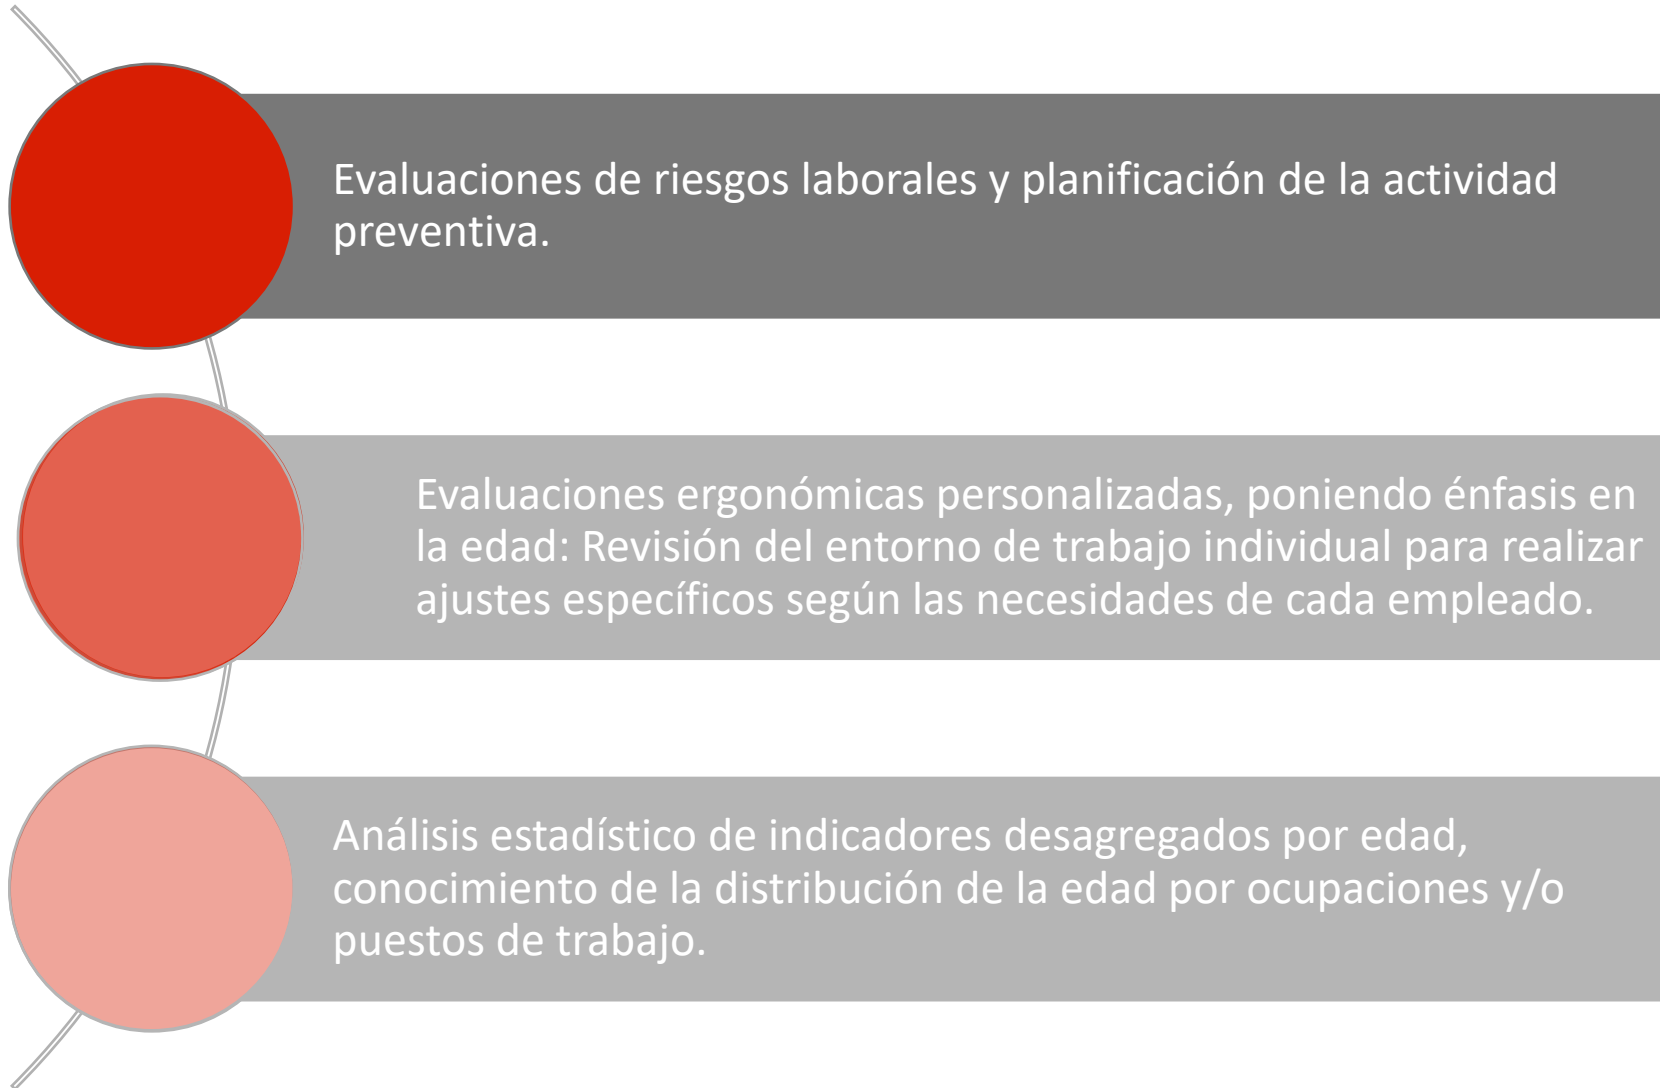 Evaluaciones de riesgos laborales y planificación de la actividad
preventiva.
Evaluaciones ergonómicas personalizadas, poniendo énfasis en
la edad: Revisión del entorno de trabajo individual para realizar
ajustes específicos según las necesidades de cada empleado.
Análisis estadístico de indicadores desagregados por edad,
conocimiento de la distribución de la edad por ocupaciones y/o
puestos de trabajo.